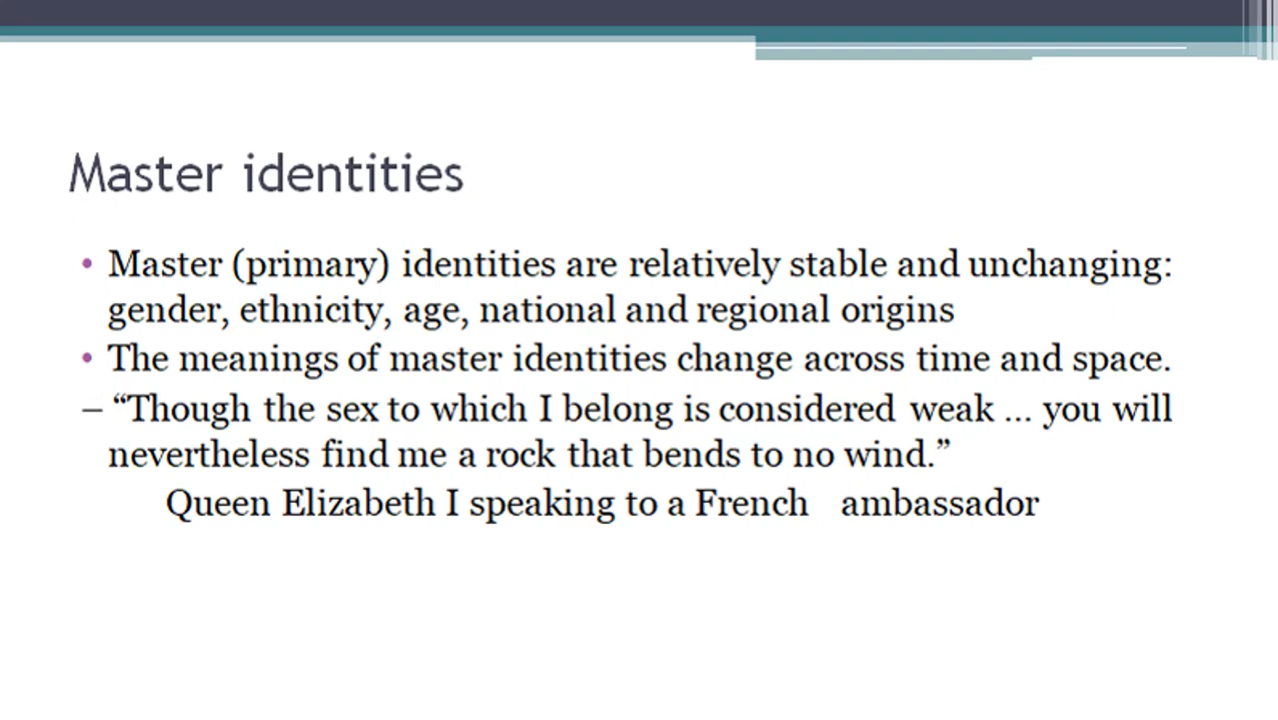 Master identities
• Master (primary) identities are relatively stable and unchanging:
gender, ethnicity, age, national and regional origins
• The meanings of master identities change across time and space.
– “Though the sex to which I belong is considered weak … you will
nevertheless find me a rock that bends to no wind.”
Queen Elizabeth I speaking to a French ambassador